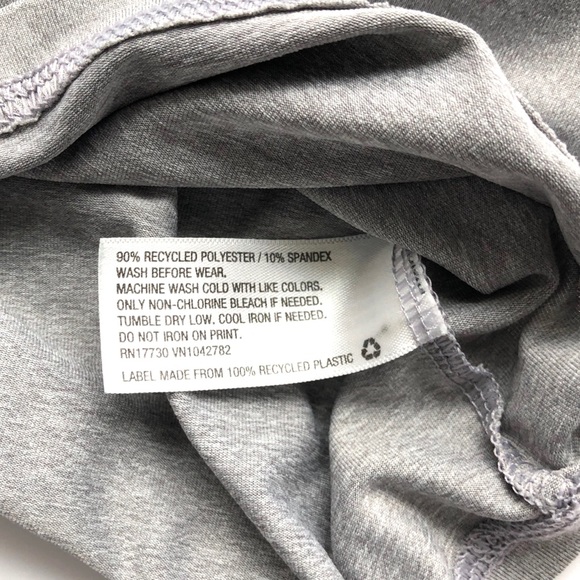 90% RECYCLED POLYESTER / 10% SPANDEX
WASH BEFORE WEAR.
MACHINE WASH COLD WITH LIKE COLORS.
ONLY NON-CHLORINE BLEACH IF NEEDED.
TUMBLE DRY LOW, COOL IRON IF NEEDED.
DO NOT IRON ON PRINT.
RN17730 VN1042782
LABEL MADE FROM 100% RECYCLED PLASTIC